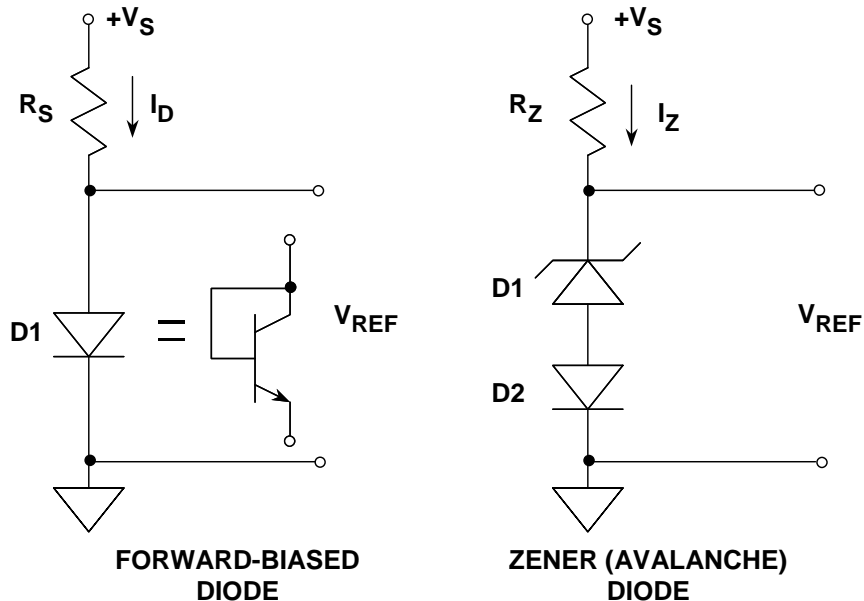 +VS
RS
ID
D1
=
VREF
FORWARD-BIASED
DIODE
+VS
RZ
IZ
D1
D2
VREF
ZENER (AVALANCHE)
DIODE